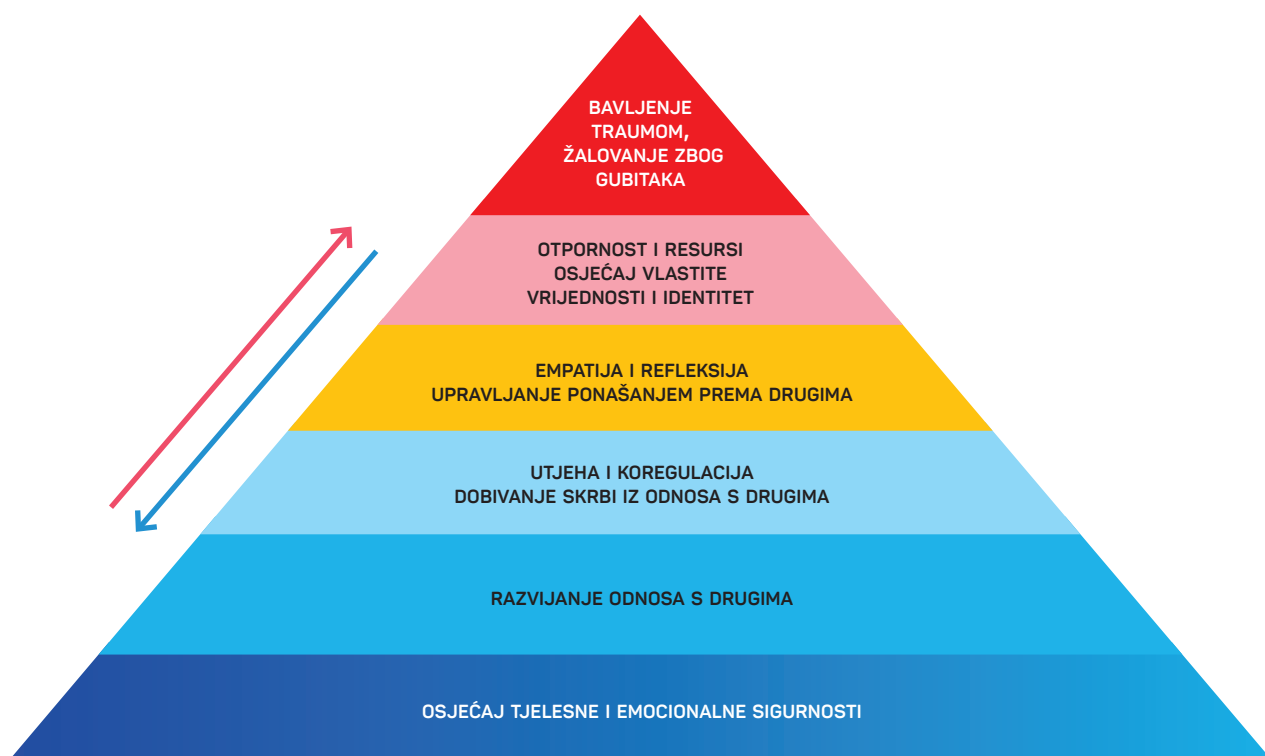 BAVLJENJE
TRAUMOM,
ŽALOVANJE ZBOG
GUBITAKA
OTPORNOST I RESURSI
OSJEĆAJ VLASTITE
VRIJEDNOSTI I IDENTITET
EMPATIJA I REFLEKSIJA
UPRAVLJANJE PONAŠANJEM PREMA DRUGIMA
UTJEHA I KOREGULACIJA
DOBIVANJE SKRBI IZ ODNOSA S DRUGIMA
RAZVIJANJE ODNOSA S DRUGIMA
OSJEĆAJ TJELESNE I EMOCIONALNE SIGURNOSTI